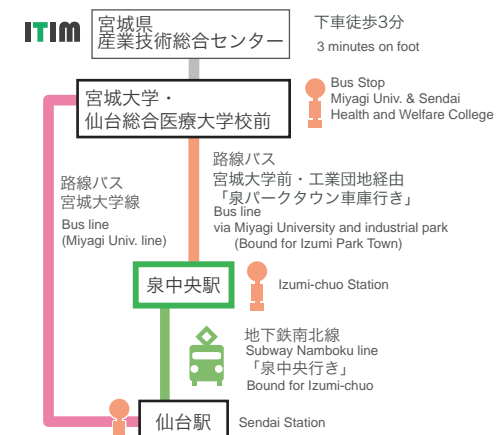 ITIM
宮城県
産業技術総合センター
下車徒歩3分
3 minutes on foot
宮城大学・
仙台総合医療大学校前
Bus Stop
Miyagi Univ. & Sendai
Health and Welfare College
路線バス
宮城大学線
Bus line
(Miyagi Univ. line)
路線バス
宮城大学前・工業団地経由
「泉パークタウン車庫行き」
Bus line
via Miyagi University and industrial park
(Bound for Izumi Park Town)
泉中央駅
Izumi-chuo Station
地下鉄南北線
Subway Namboku line
「泉中央行き」
Bound for Izumi-chuo
仙台駅
Sendai Station